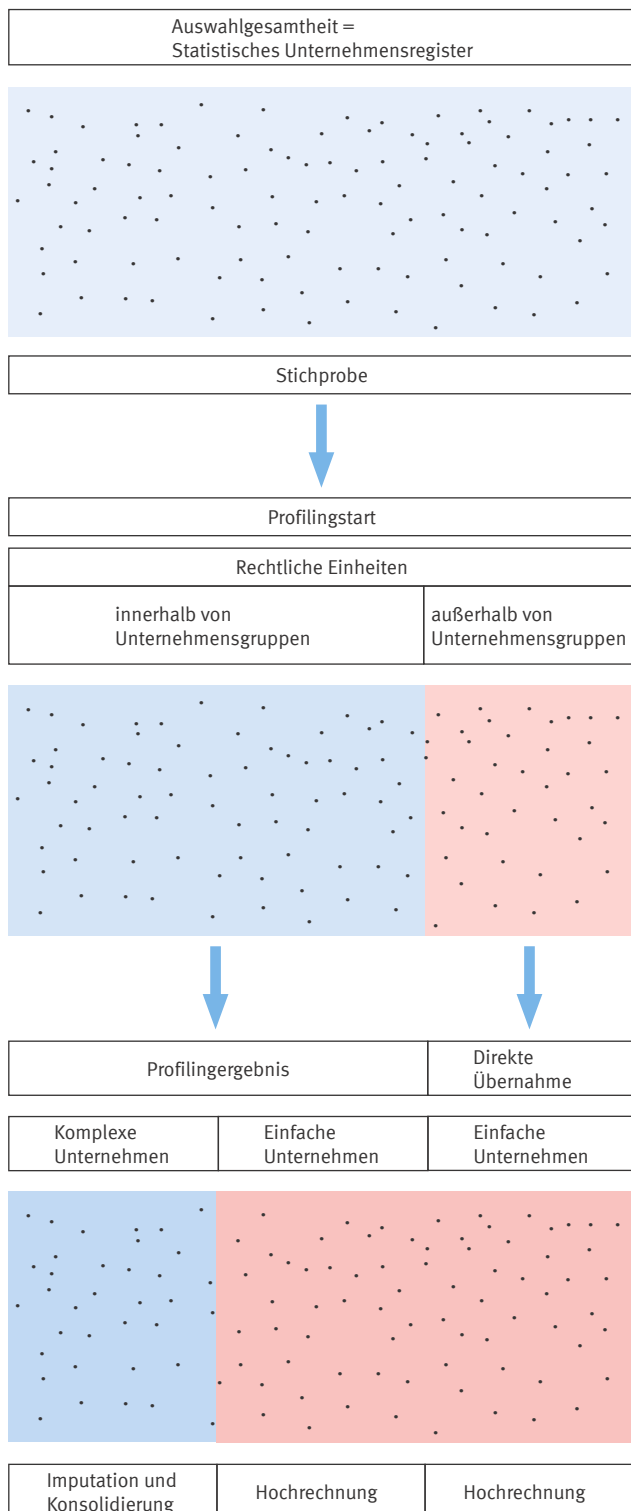 Auswahlgesamtheit =
Statistisches Unternehmensregister
Stichprobe
Profilingstart
Rechtliche Einheiten
innerhalb von
Unternehmensgruppen
außerhalb von
Unternehmensgruppen
Profilingergebnis
Direkte
Übernahme
Komplexe
Unternehmen
Einfache
Unternehmen
Einfache
Unternehmen
Imputation und
Konsolidierung
Hochrechnung
Hochrechnung